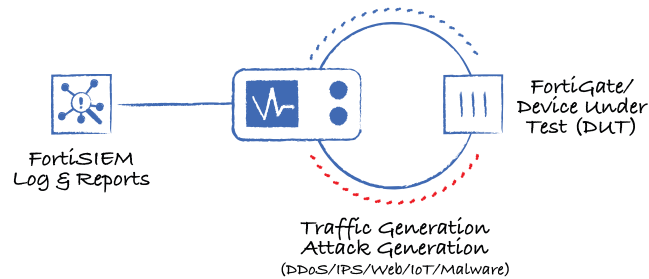 FortiGate/
Device Under
Test (DUT)
FortiSIEM
Log & Reports
Traffic Generation
Attack Generation
(DDoS/IPS/Web/IoT/Malware)